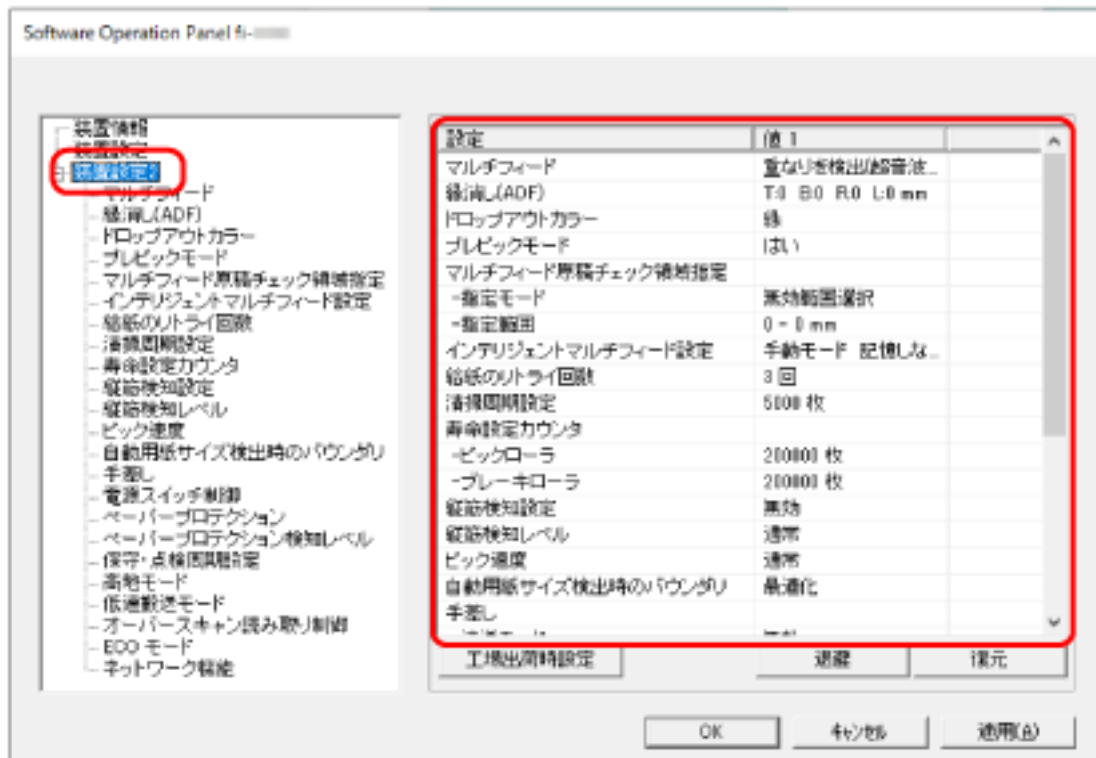 Software Operation Panel fi-
装置情報
装置設定
装置設定2
マルチフィード
縁消し(ADF)
ドロップアウトカラー
プレピックモード
マルチフィード原稿チェック領域指定
インテリジェントマルチフィード設定
給紙のリトライ回数
清掃周期設定
寿命設定カウンタ
縦筋検知設定
縦筋検知レベル
ピック速度
自動用紙サイズ検出時のバウンダリ
手差し
電源スイッチ制御
ペーパープロテクション
ペーパープロテクション検知レベル
保守・点検周期設定
高地モード
低速搬送モード
オーバースキャン読み取り制御
ECO モード
ネットワーク機能
設定 値 1
マルチフィード 重なりを検出(超音波...
縁消し(ADF) T:0 B:0 R:0 L:0 mm
ドロップアウトカラー 緑
プレピックモード はい
マルチフィード原稿チェック領域指定
-指定モード 無効範囲選択
-指定範囲 0 - 0 mm
インテリジェントマルチフィード設定 手動モード 記憶しな...
給紙のリトライ回数 3 回
清掃周期設定 5000 枚
寿命設定カウンタ
-ピックローラ 200000 枚
-ブレーキローラ 200000 枚
縦筋検知設定 無効
縦筋検知レベル 通常
ピック速度 通常
自動用紙サイズ検出時のバウンダリ 最適化
手差し
工場出荷時設定 退避 復元
OK キャンセル 適用(A)